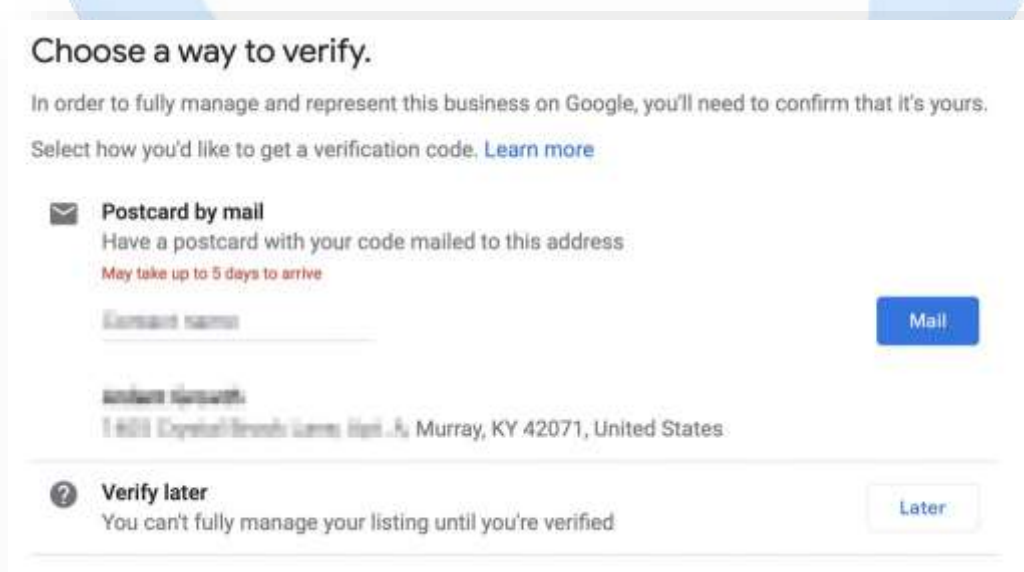 Choose a way to verify.
In order to fully manage and represent this business on Google, you'll need to confirm that it's yours.
Select how you'd like to get a verification code. Learn more
Postcard by mail
Have a postcard with your code mailed to this address
May take up to 5 days to arrive
Mail
Murray, KY 42071, United States
Verify later
You can't fully manage your listing until you're verified
Later